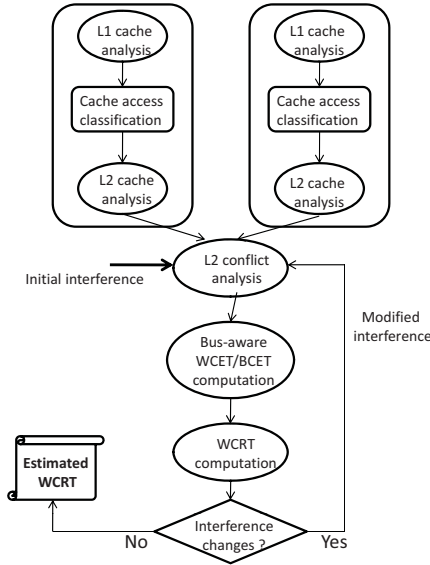 L1 cache
analysis
Cache access
classification
L2 cache
analysis
L1 cache
analysis
Cache access
classification
L2 cache
analysis
Initial interference
L2 conflict
analysis
Modified
interference
Bus-aware
WCET/BCET
computation
WCRT
computation
Estimated
WCRT
Interference
changes ?
No
Yes